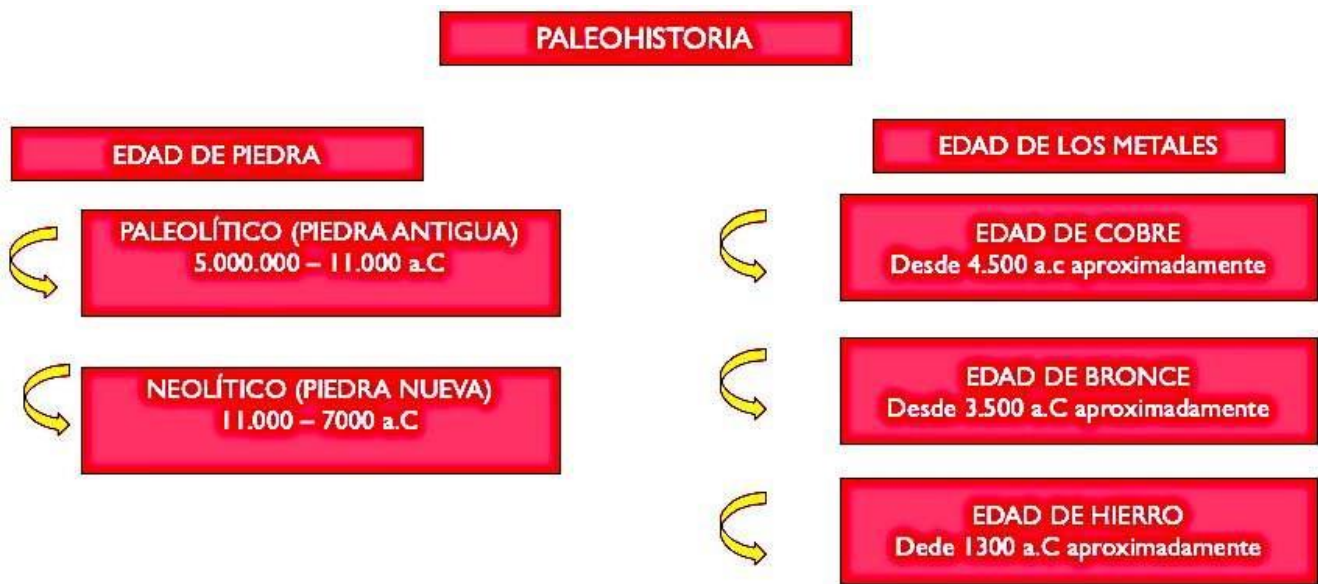 PALEOHISTORIA
EDAD DE PIEDRA
PALEOLÍTICO (PIEDRA ANTIGUA)
5.000.000 – 11.000 a.C
NEOLÍTICO (PIEDRA NUEVA)
11.000 – 7000 a.C
EDAD DE LOS METALES
EDAD DE COBRE
Desde 4.500 a.c aproximadamente
EDAD DE BRONCE
Desde 3.500 a.C aproximadamente
EDAD DE HIERRO
Dede 1300 a.C aproximadamente